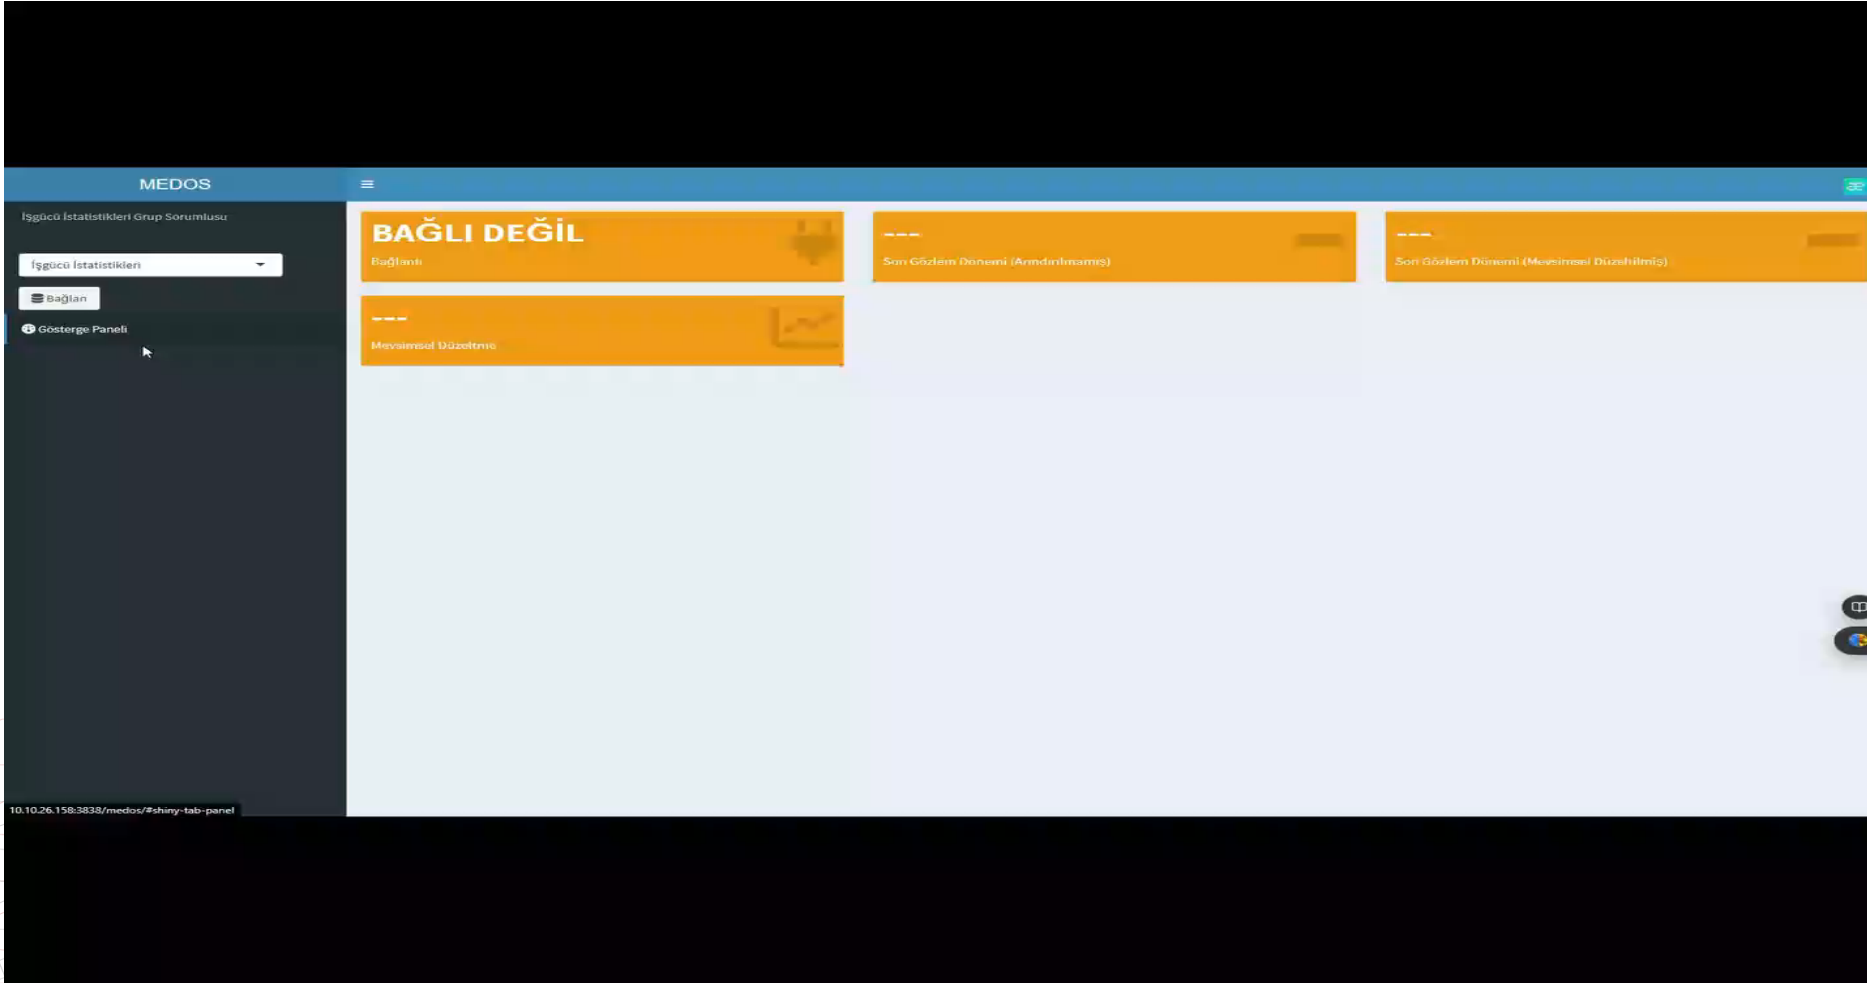 MEDOS
İşgücü İstatistikleri Grup Sorumlusu
İşgücü İstatistikleri
Bağlan
Gösterge Paneli
BAĞLI DEĞİL
Bağlantı
---
Son Gözlem Dönemi (Arındırılmamış)
---
Son Gözlem Dönemi (Mevsimsel Düzeltilmiş)
---
Mevsimsel Düzeltme
10.10.26.158:3838/medos/#shiny-tab-panel